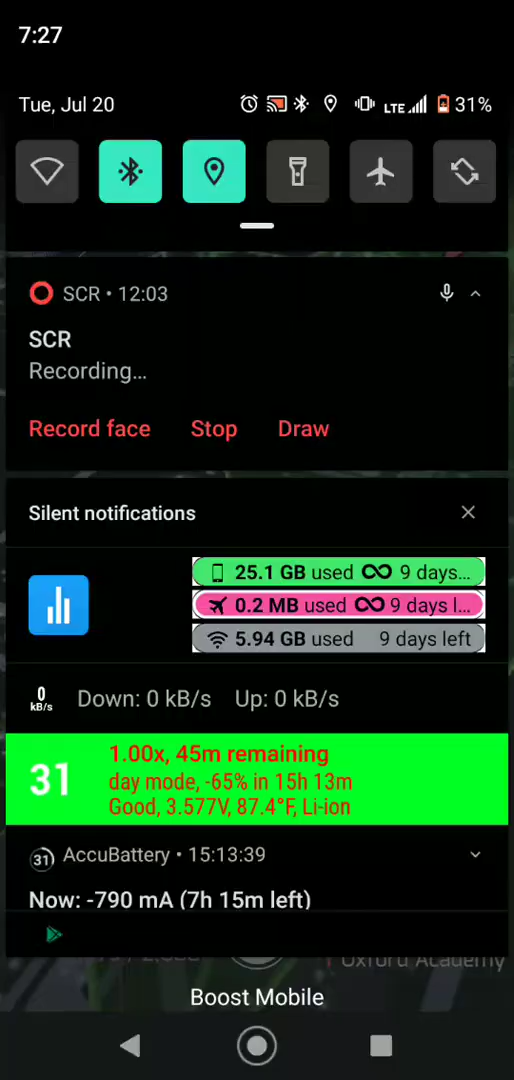 7:27
Tue, Jul 20
LTE
31%
SCR • 12:03
SCR
Recording...
Record face
Stop
Draw
Silent notifications
25.1 GB used ∞ 9 days...
0.2 MB used ∞ 9 days l...
5.94 GB used 9 days left
0
kB/s
Down: 0 kB/s Up: 0 kB/s
31
1.00x, 45m remaining
day mode, -65% in 15h 13m
Good, 3.577V, 87.4°F, Li-ion
31
AccuBattery • 15:13:39
Now: -790 mA (7h 15m left)
Oxford Academy
Boost Mobile